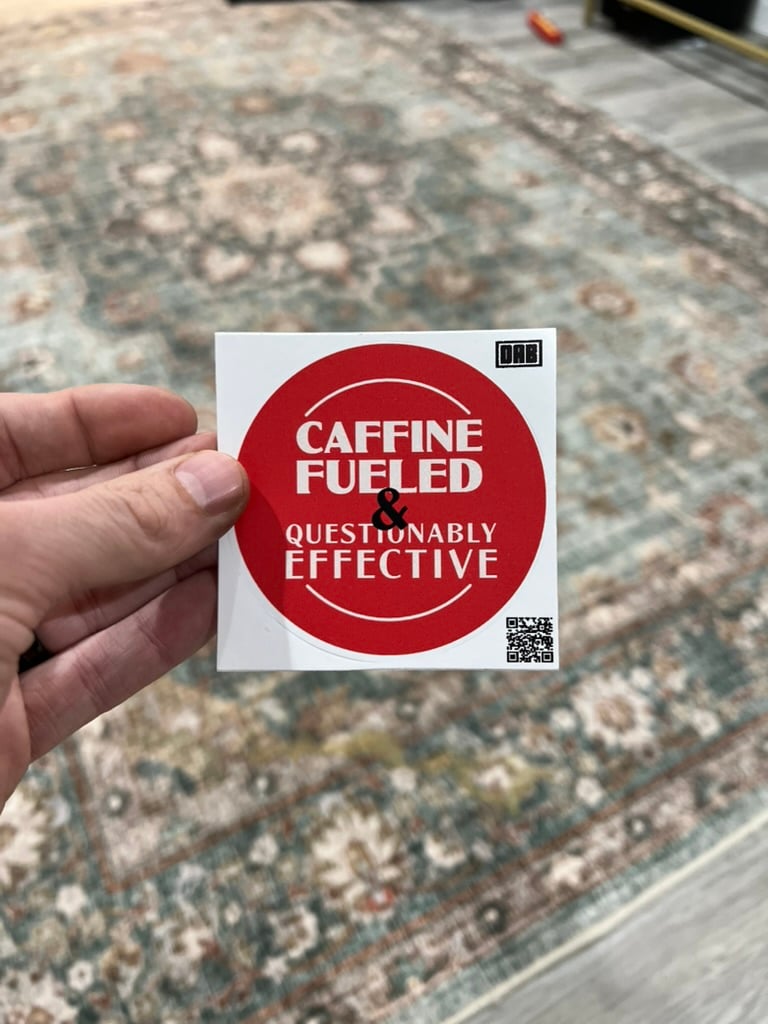 DAB
CAFFINE
FUELED
&
QUESTIONABLY
EFFECTIVE